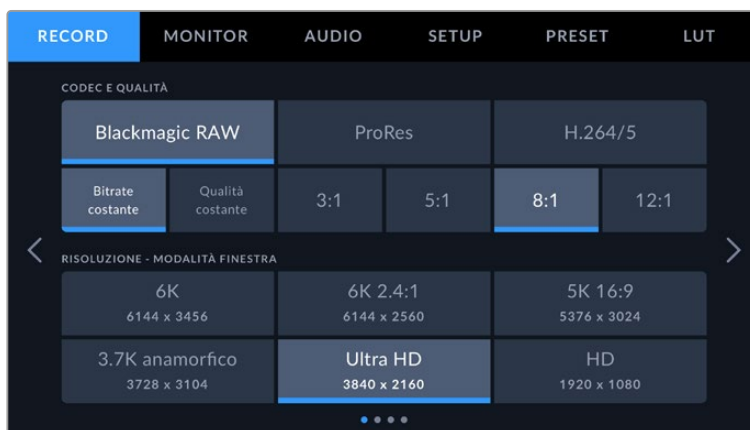 RECORD MONITOR AUDIO SETUP PRESET LUT
CODEC E QUALITÀ
Blackmagic RAW ProRes H.264/5
Bitrate costante Qualità costante 3:1 5:1 8:1 12:1
RISOLUZIONE - MODALITÀ FINESTRA
6K 6K 2.4:1 5K 16:9
6144 x 3456 6144 x 2560 5376 x 3024
3.7K anamorfico Ultra HD HD
3728 x 3104 3840 x 2160 1920 x 1080